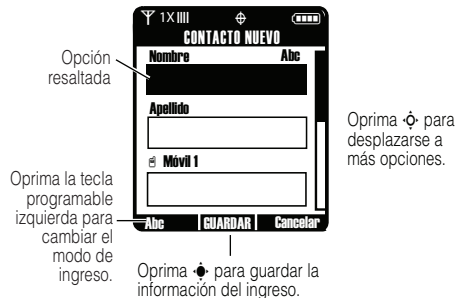 1X
CONTACTO NUEVO
Nombre Abc
Opción
resaltada
Apellido
Móvil 1
Oprima para
desplazarse a
más opciones.
Oprima la tecla
programable
izquierda para
cambiar el
modo de
ingreso.
Abc GUARDAR Cancelar
Oprima para guardar la
información del ingreso.